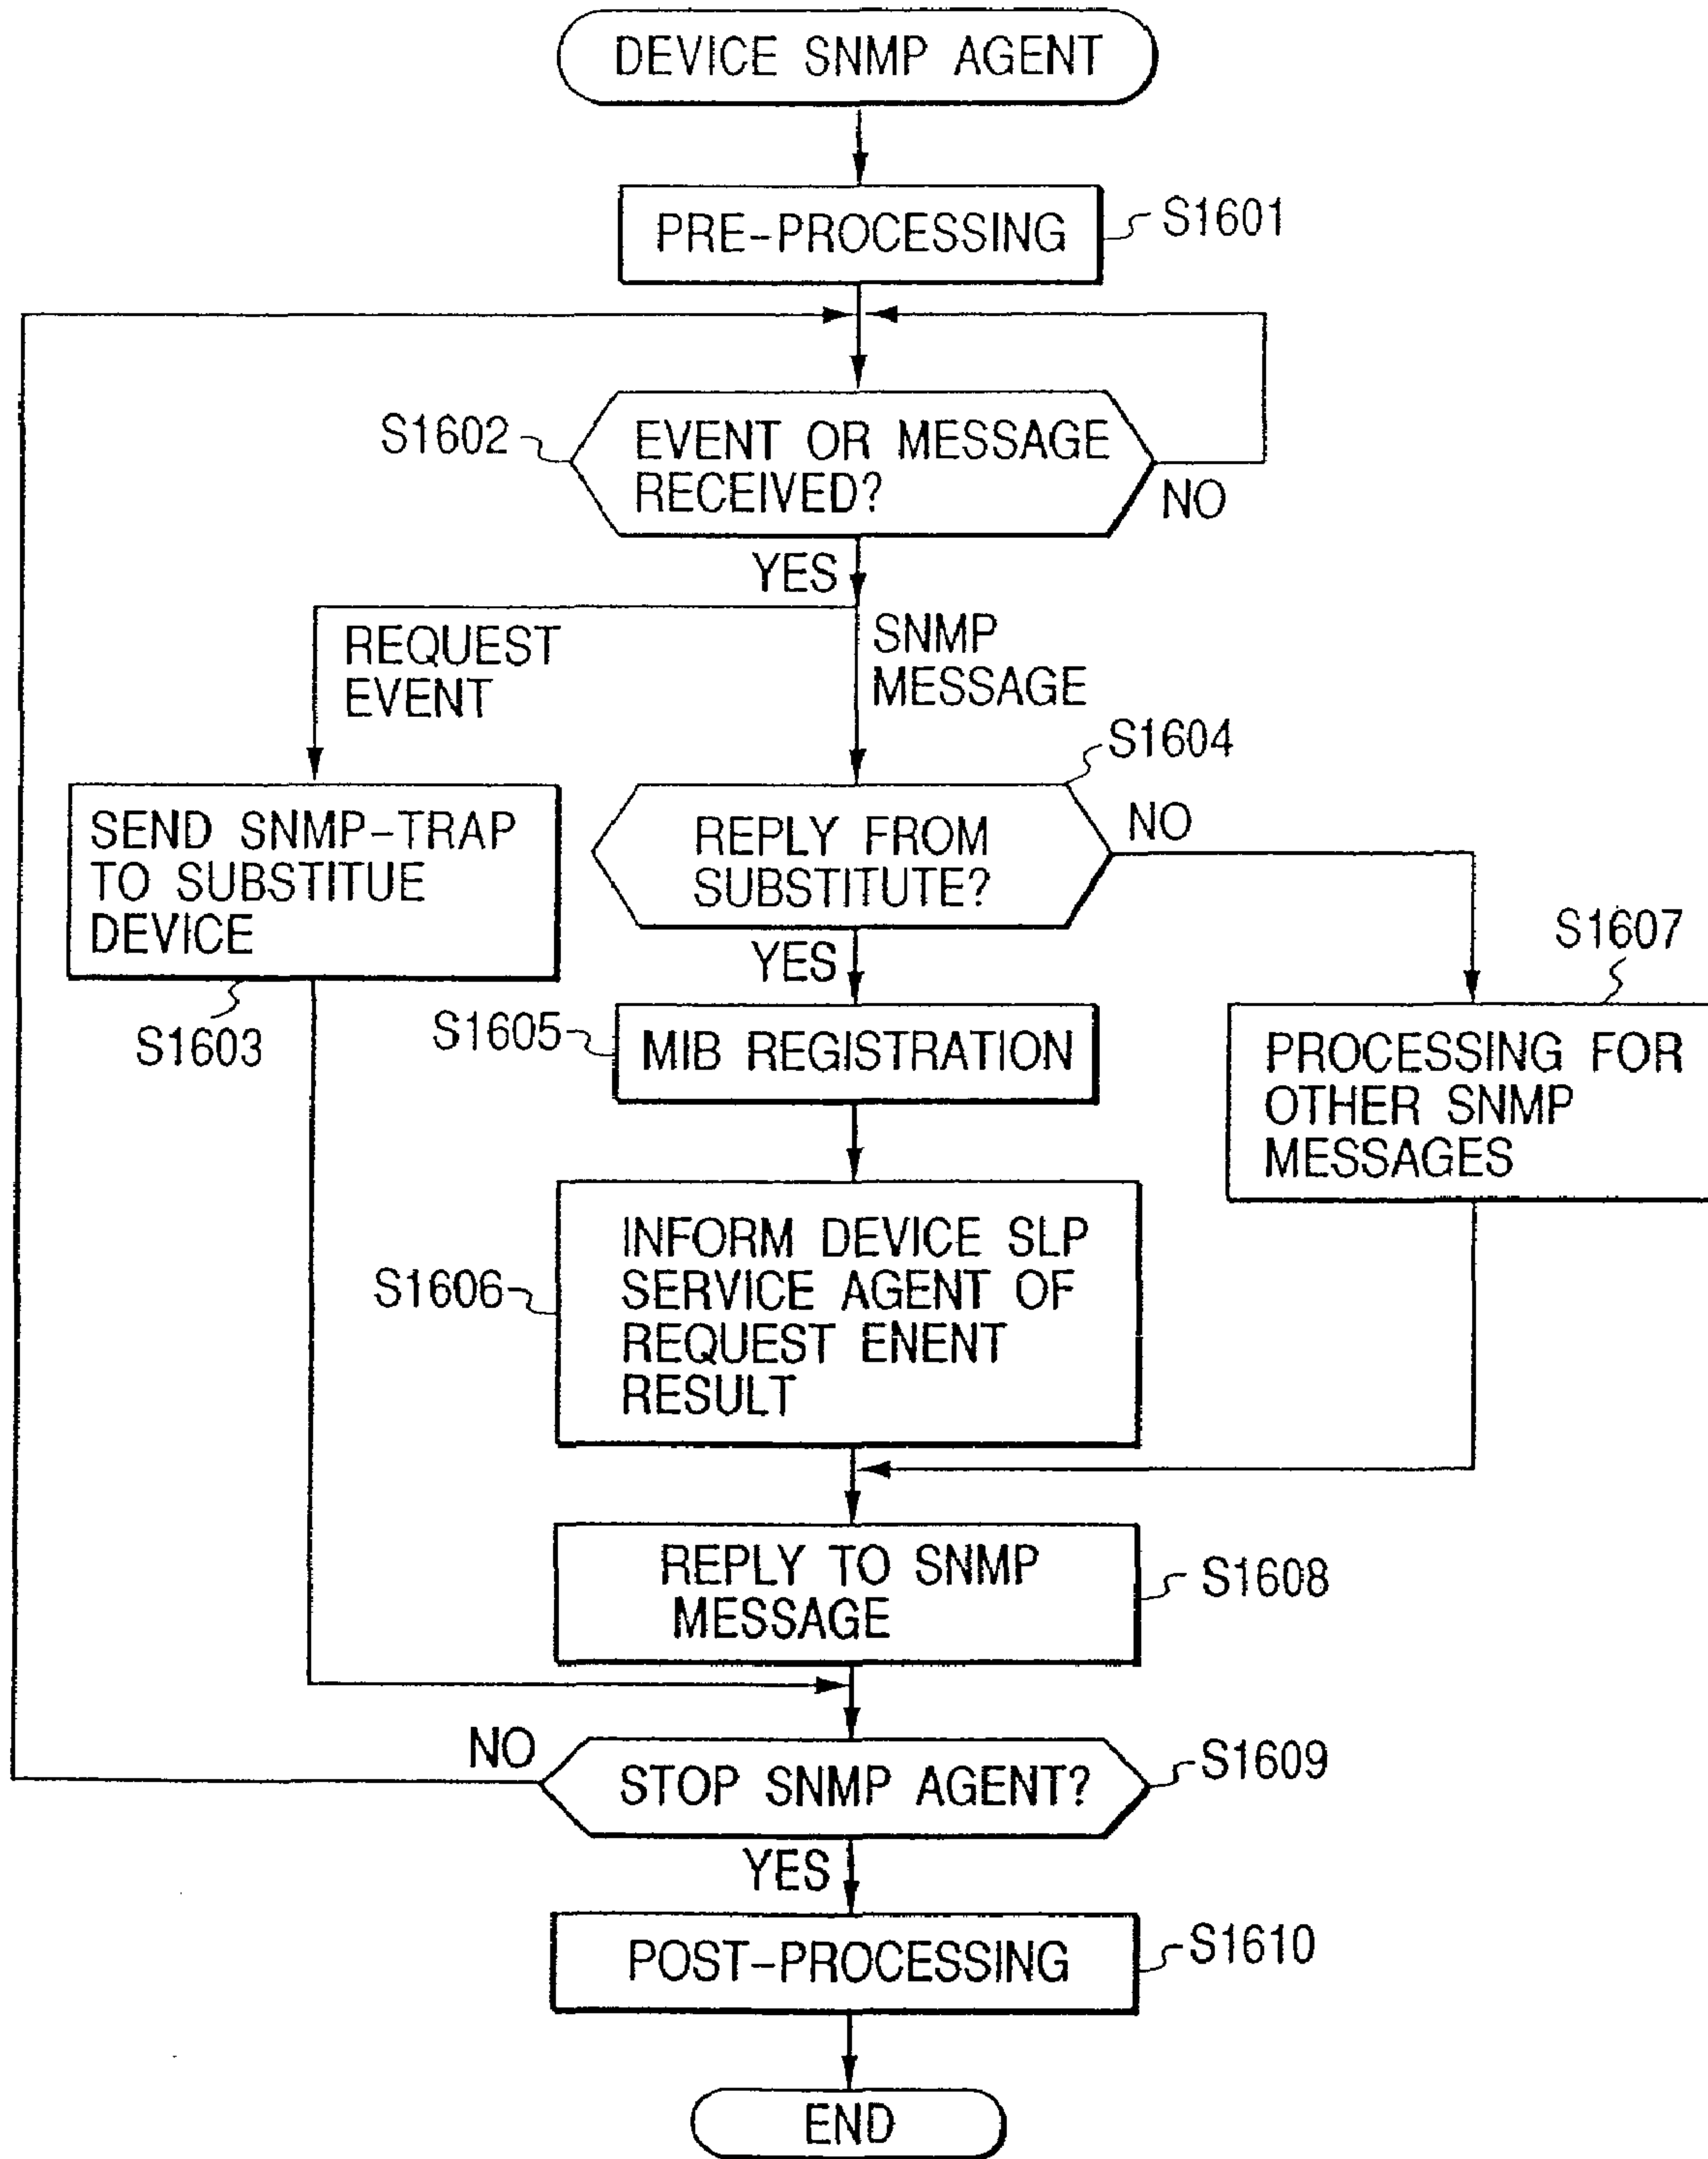 DEVICE SNMP AGENT
PRE-PROCESSING
S1601
S1602
EVENT OR MESSAGE
RECEIVED?
NO
YES
REQUEST
EVENT
SNMP
MESSAGE
S1604
SEND SNMP-TRAP
TO SUBSTITUE
DEVICE
S1603
REPLY FROM
SUBSTITUTE?
NO
YES
S1607
S1605
MIB REGISTRATION
PROCESSING FOR
OTHER SNMP
MESSAGES
S1606
INFORM DEVICE SLP
SERVICE AGENT OF
REQUEST ENENT
RESULT
REPLY TO SNMP
MESSAGE
S1608
NO
STOP SNMP AGENT?
S1609
YES
POST-PROCESSING
S1610
END